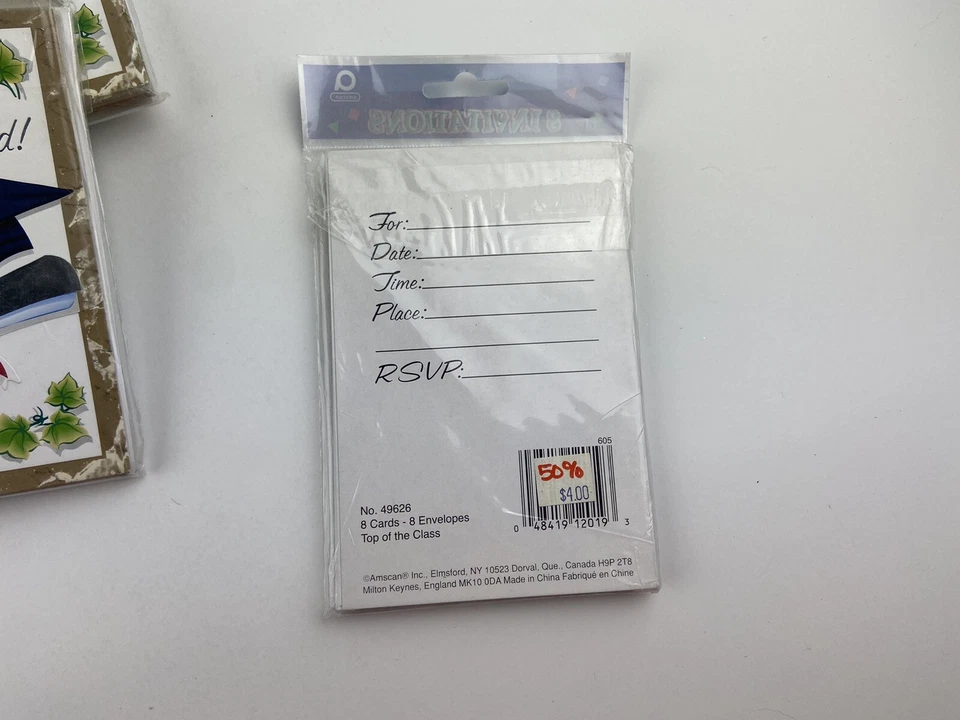 d!
8 INVITATIONS
For:
Date:
Time:
Place:
RSVP:
605
50%
$4.00
0 48419 12019 3
No. 49626
8 Cards - 8 Envelopes
Top of the Class
©Amscan® Inc., Elmsford, NY 10523 Dorval, Que., Canada H9P 2T8
Milton Keynes, England MK10 0DA Made in China Fabriqué en Chine